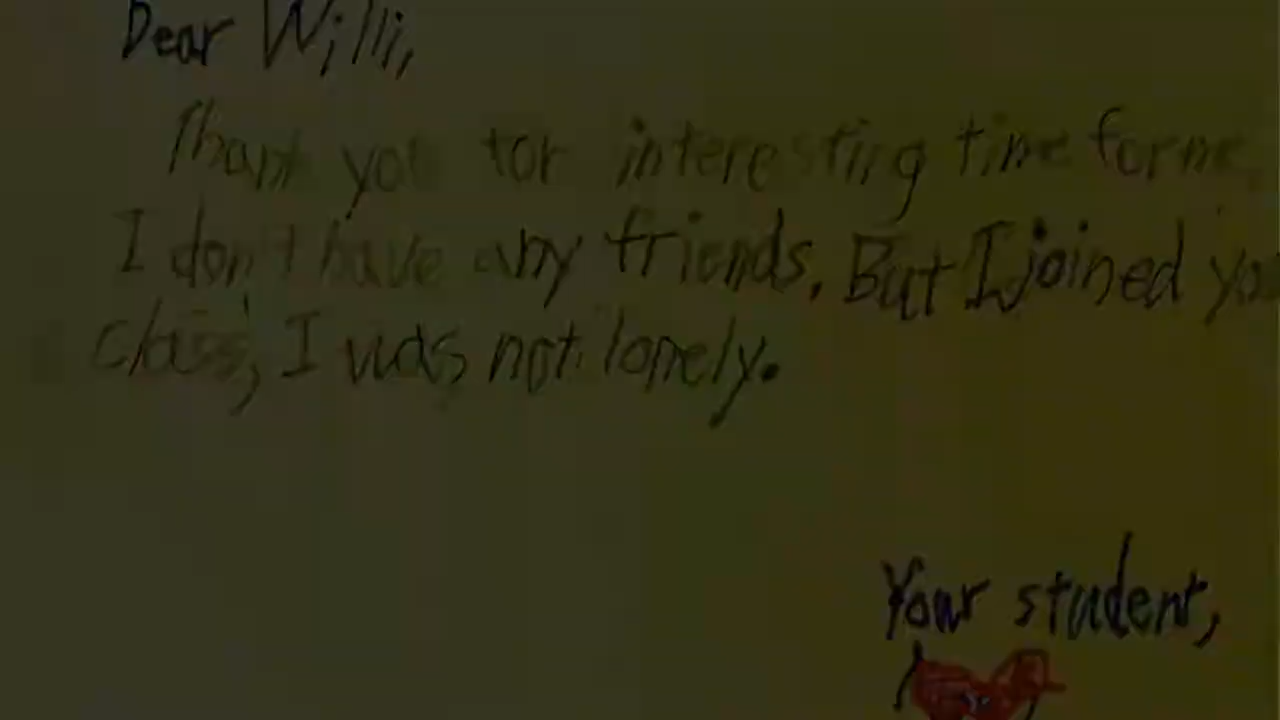 Dear Willi,
Thank you for interesting time for me.
I don't have any friends. But I joined
class, I was not lonely.
Your student,